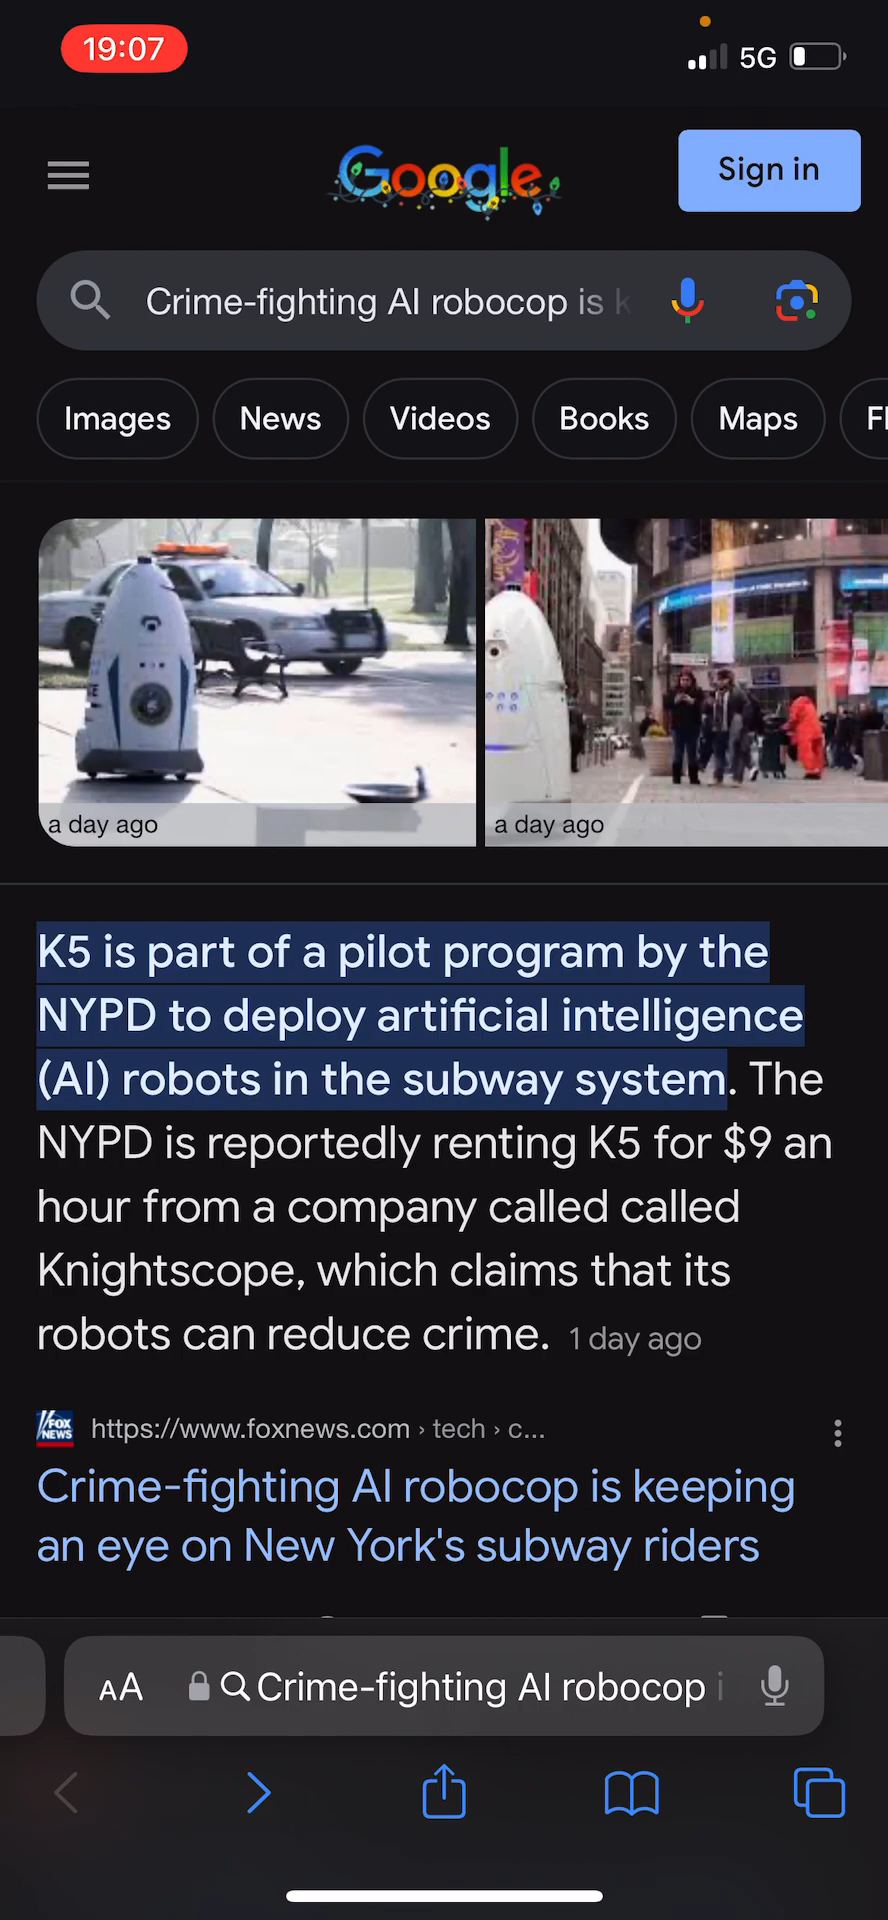 19:07
5G
Google
Sign in
Crime-fighting AI robocop is k
Images News Videos Books Maps Fl
a day ago
a day ago
K5 is part of a pilot program by the
NYPD to deploy artificial intelligence
(AI) robots in the subway system. The
NYPD is reportedly renting K5 for $9 an
hour from a company called called
Knightscope, which claims that its
robots can reduce crime. 1 day ago
FOX
NEWS
https://www.foxnews.com › tech › c...
Crime-fighting AI robocop is keeping
an eye on New York's subway riders
AA Crime-fighting AI robocop i